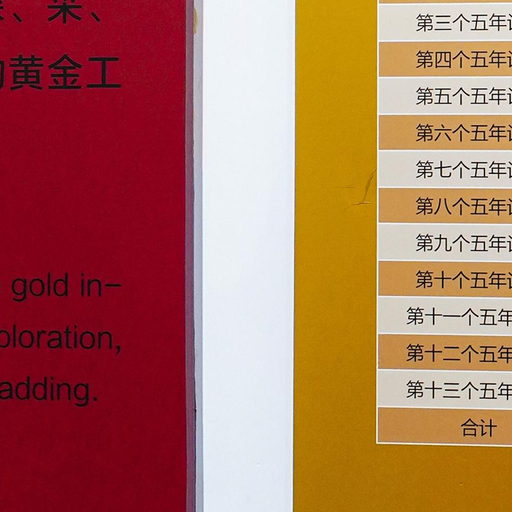 、采、
的黄金工
gold in-
ploration,
adding.
第三个五年
第四个五年
第五个五年
第六个五年
第七个五年
第八个五年
第九个五年
第十个五年
第十一个五年
第十二个五年
第十三个五年
合计